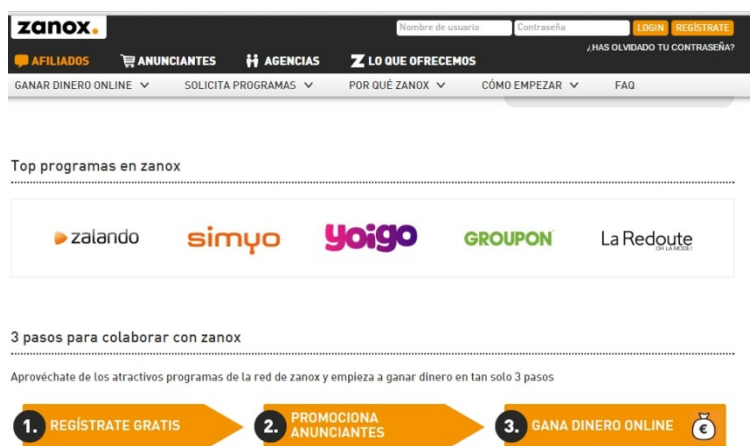 zanox.
Nombre de usuario Contraseña LOGIN REGÍSTRATE
¿HAS OLVIDADO TU CONTRASEÑA?
AFILIADOS ANUNCIANTES AGENCIAS Z LO QUE OFRECEMOS
GANAR DINERO ONLINE SOLICITA PROGRAMAS POR QUÉ ZANOX CÓMO EMPEZAR FAQ
Top programas en zanox
zalando simyo yoigo GROUPON La Redoute
OH LA MODE!
3 pasos para colaborar con zanox
Aprovéchate de los atractivos programas de la red de zanox y empieza a ganar dinero en tan solo 3 pasos
1. REGÍSTRATE GRATIS
2. PROMOCIONA
ANUNCIANTES
3. GANA DINERO ONLINE €